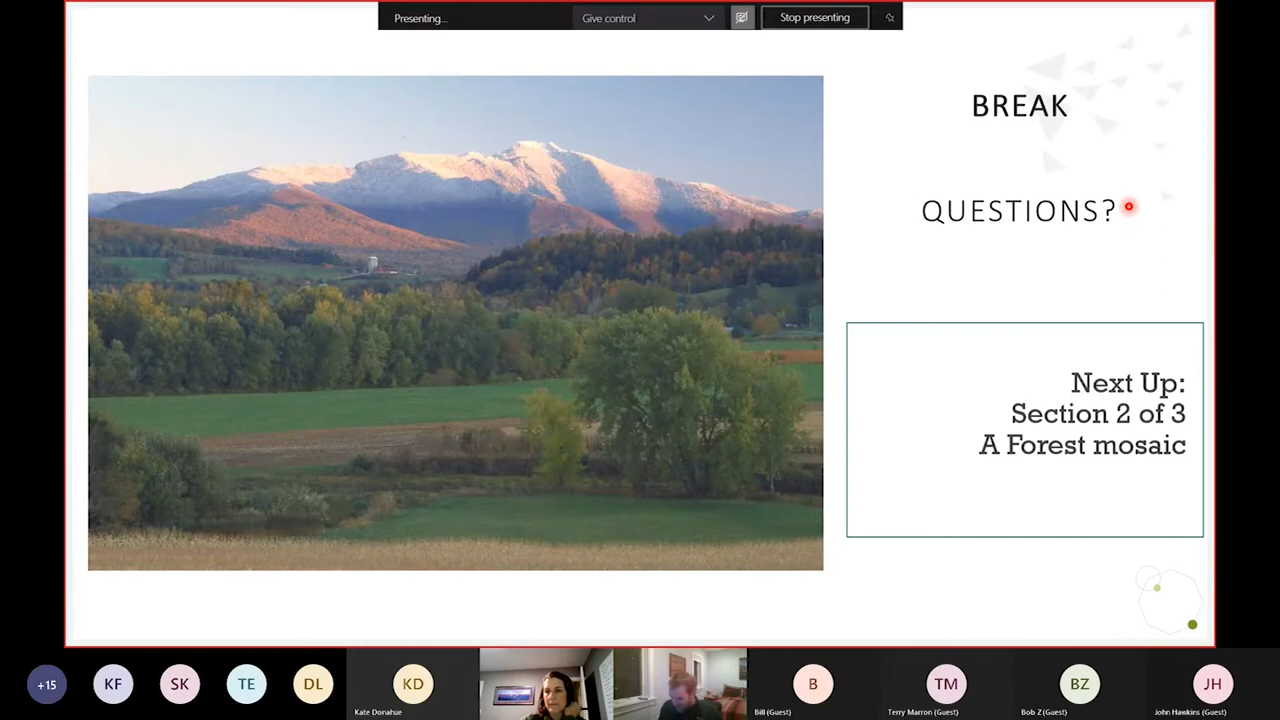 Presenting...
Give control
Stop presenting
BREAK
QUESTIONS?
Next Up:
Section 2 of 3
A Forest mosaic
+15
KF
SK
TE
DL
KD
Kate Donahue
B
Bill (Guest)
TM
Terry Marron (Guest)
BZ
Bob Z (Guest)
JH
John Hawkins (Guest)